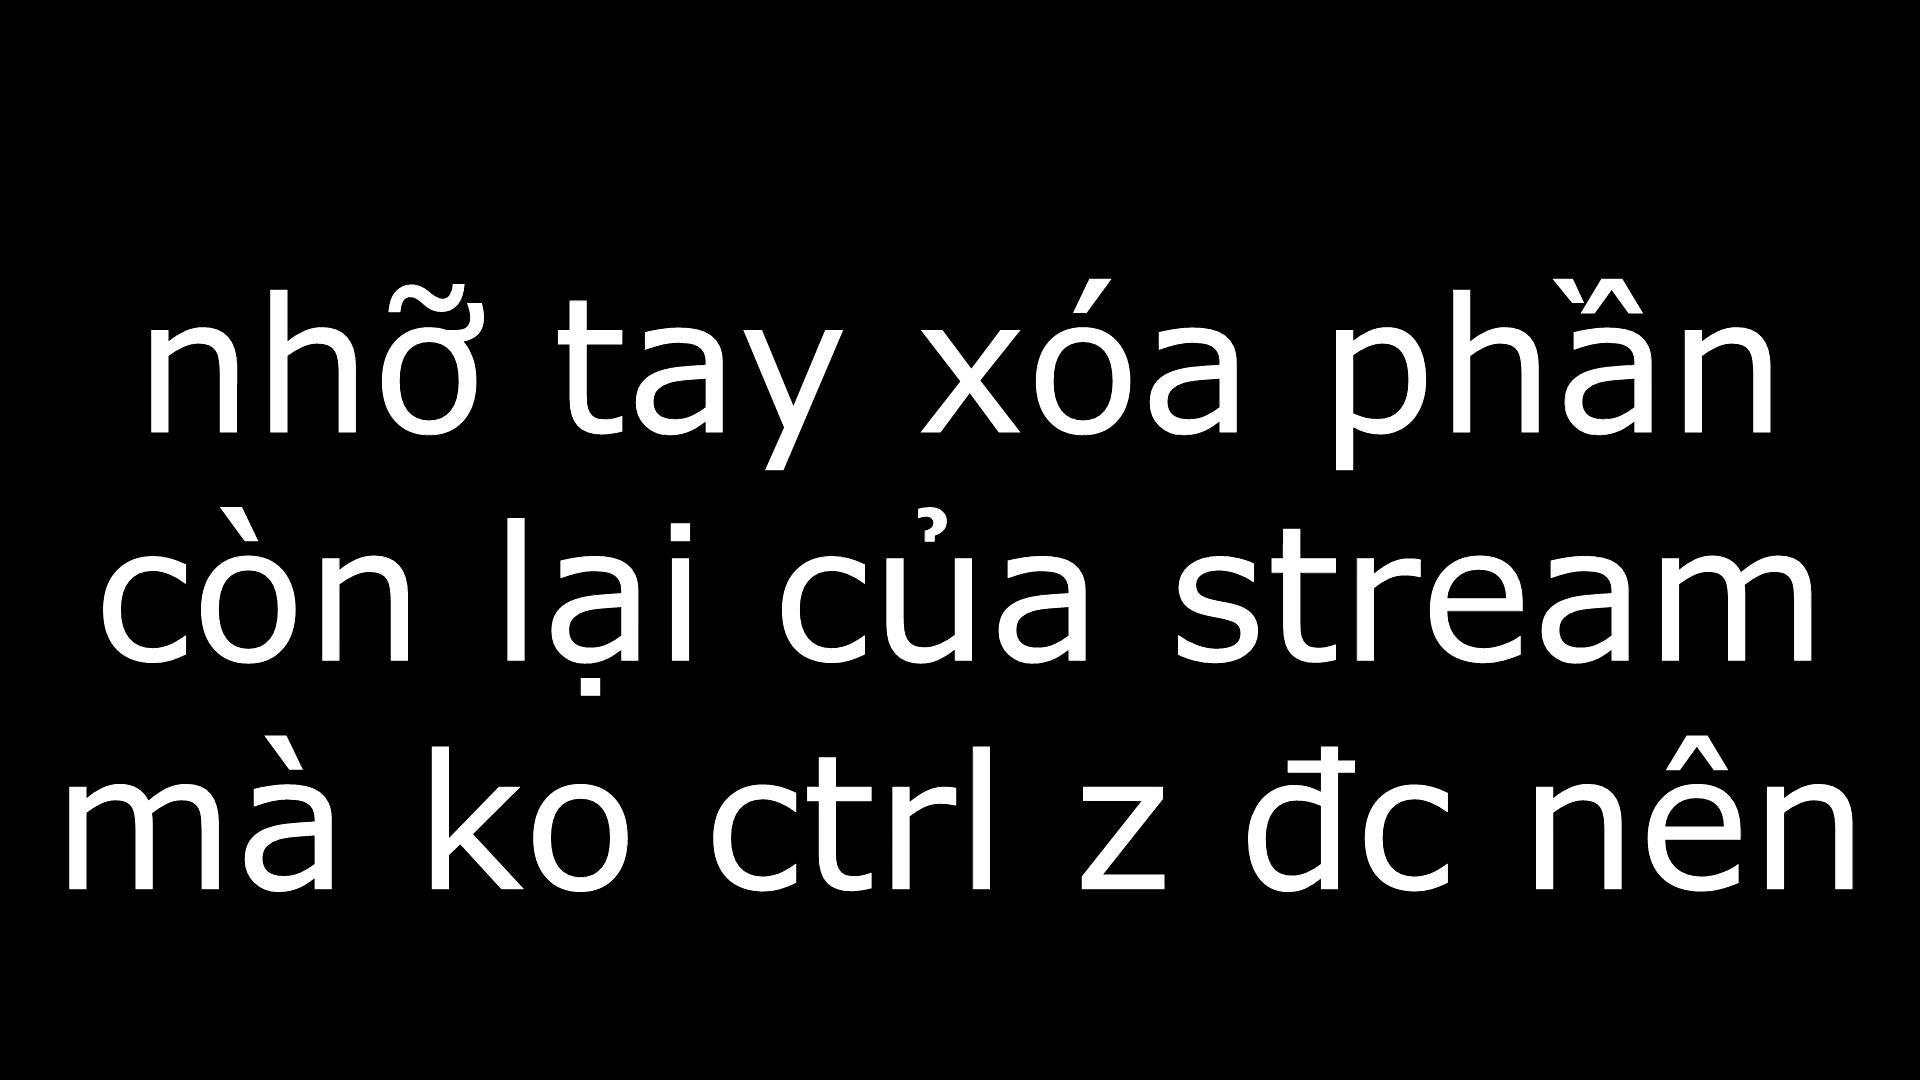 nhỡ tay xóa phần
còn lại của stream
mà ko ctrl z đc nên